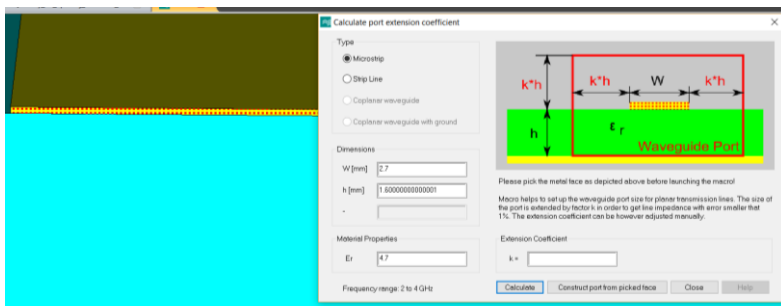 Calculate port extension coefficient
Type
Microstrip
Strip Line
Coplanar waveguide
Coplanar waveguide with ground
k*h
k*h
W
k*h
h
εr
Waveguide Port
Dimensions
W [mm]
2.7
h [mm]
1.60000000000001
-
Please pick the metal face as depicted above before launching the macro!
Macro helps to set up the waveguide port size for planar transmission lines. The size of
the port is extended by factor k in order to get line impedance with error smaller that
1%. The extension coefficient can be however adjusted manually.
Material Properties
Er
4.7
Extension Coefficient
k =
Frequency range: 2 to 4 GHz
Calculate
Construct port from picked face
Close
Help